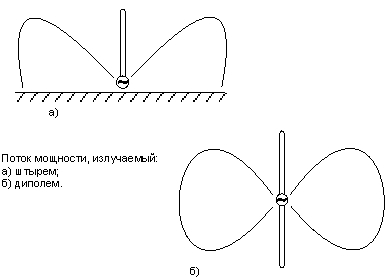 а)
Поток мощности, излучаемый:
а) штырем;
б) диполем.
б)